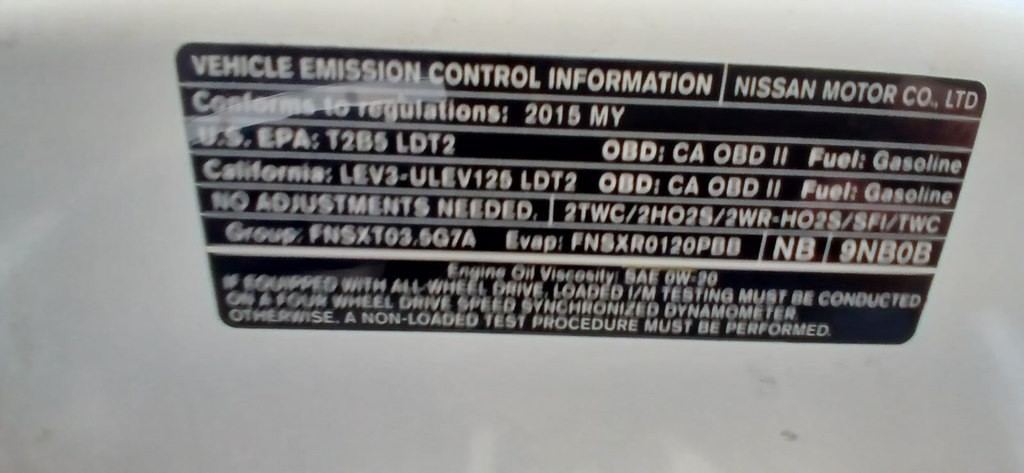 VEHICLE EMISSION CONTROL INFORMATION NISSAN MOTOR CO., LTD
Conforms to regulations: 2015 MY
U.S. EPA: T2B5 LDT2 OBD: CA OBD II Fuel: Gasoline
California: LEV3-ULEV125 LDT2 OBD: CA OBD II Fuel: Gasoline
NO ADJUSTMENTS NEEDED. 2TWC/2HO2S/2WR-HO2S/SFI/TWC
Group: FNSXT03.5G7A Evap: FNSXR0120PBB NB 9NB0B
Engine Oil Viscosity: SAE 0W-20
IF EQUIPPED WITH ALL-WHEEL DRIVE, LOADED I/M TESTING MUST BE CONDUCTED
ON A FOUR WHEEL DRIVE SPEED SYNCHRONIZED DYNAMOMETER.
OTHERWISE, A NON-LOADED TEST PROCEDURE MUST BE PERFORMED.